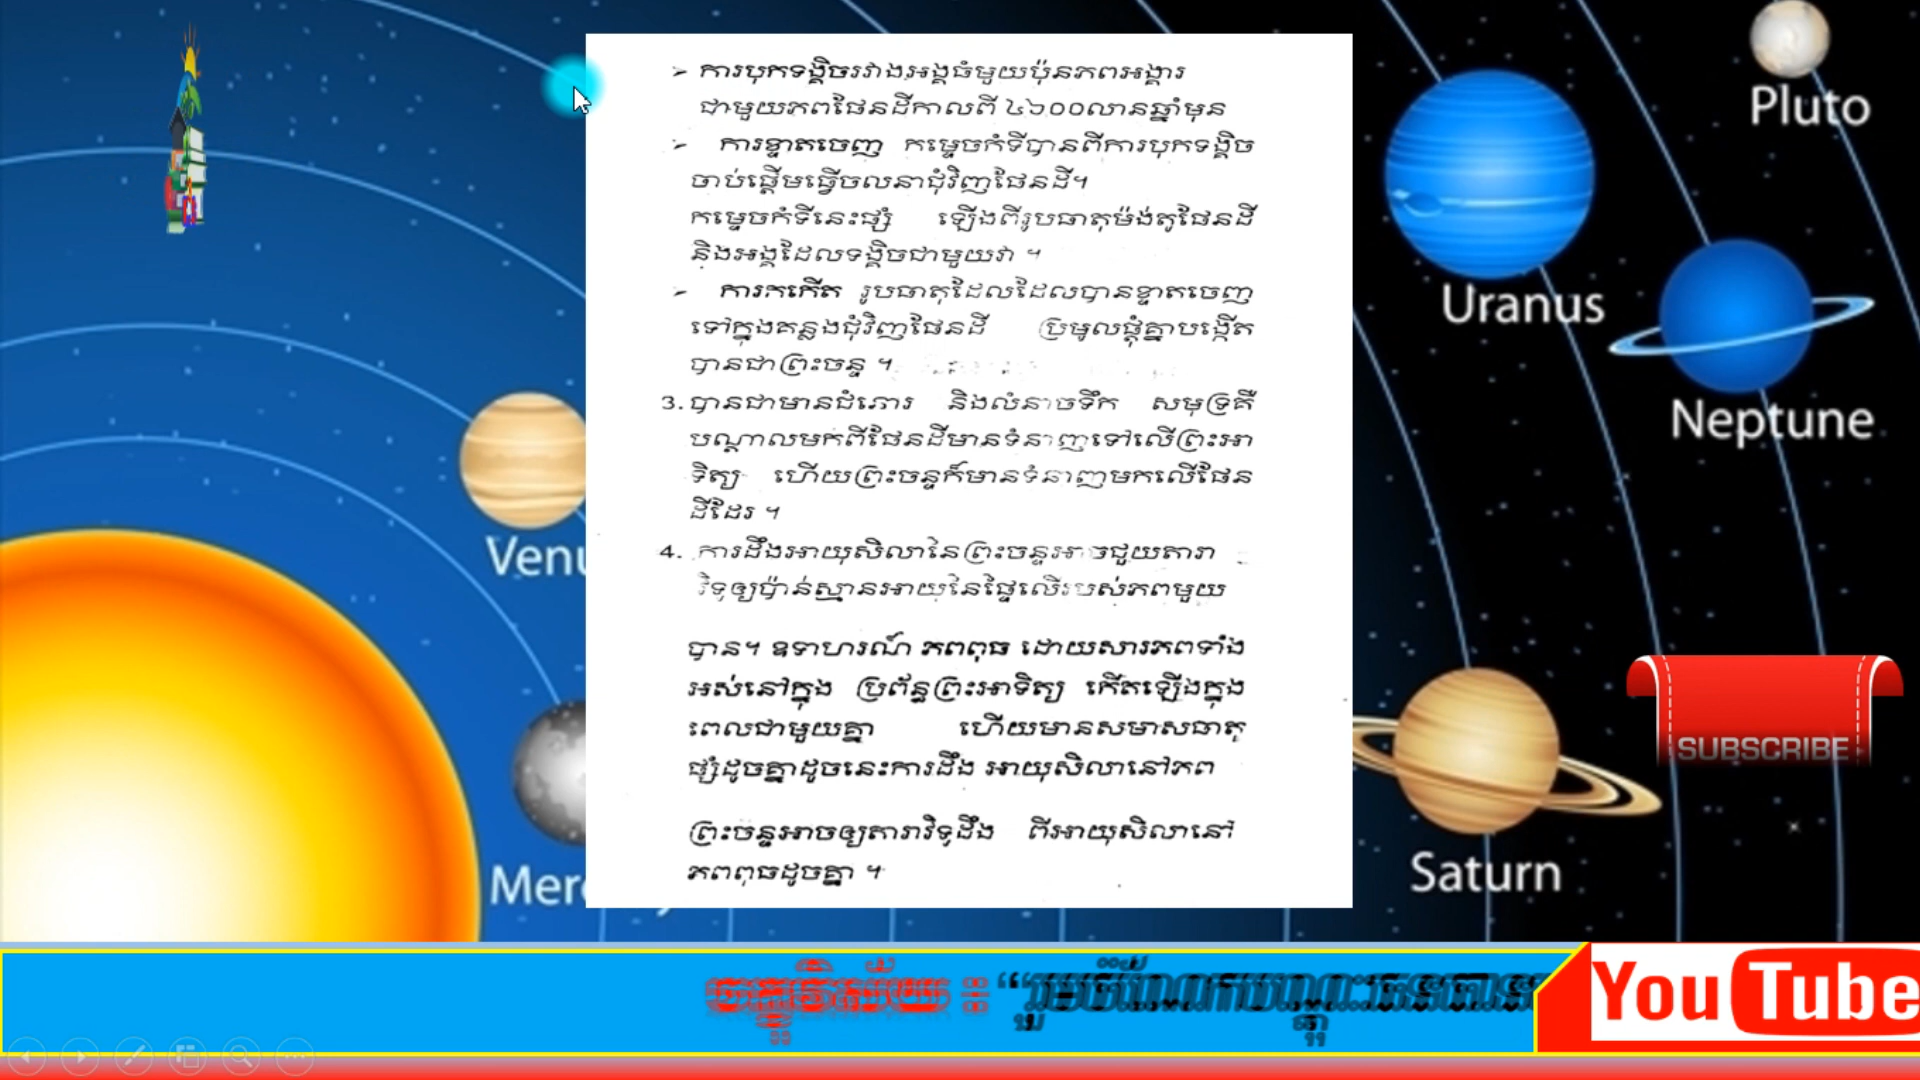 ➢ ការបុកទង្គិចរវាងអង្គធំមួយប៉ុនភពអង្គារ
ជាមួយភពផែនដីកាលពី ៤៦០០លានឆ្នាំមុន
➢ ការខ្ទាតចេញ កម្ទេចកំទីបានពីការបុកទង្គិច
ចាប់ផ្ដើមធ្វើចលនាជុំវិញផែនដី។
កម្ទេចកំទីនេះផ្សំ ឡើងពីរូបធាតុម៉ង់តូផែនដី
និងអង្គដែលទង្គិចជាមួយវា ។
➢ ការកកើត រូបធាតុដែលដែលបានខ្ទាតចេញ
ទៅក្នុងគន្លងជុំវិញផែនដី ប្រមូលផ្ដុំគ្នាបង្កើត
បានជាព្រះចន្ទ ។
3. បានជាមានជំនោរ និងលំនាចទឹក សមុទ្រគឺ
បណ្ដាលមកពីផែនដីមានទំនាញទៅលើព្រះអា
ទិត្យ ហើយព្រះចន្ទក៏មានទំនាញមកលើផែន
ដីដែរ ។
4. ការដឹងអាយុសិលានៃព្រះចន្ទអាចជួយតារា
វិទូឲ្យប៉ាន់ស្មានអាយុនៃផ្ទៃលើរបស់ភពមួយ
បាន។ ឧទាហរណ៍ ភពពុធ ដោយសារភពទាំង
អស់នៅក្នុង ប្រព័ន្ធព្រះអាទិត្យ កើតឡើងក្នុង
ពេលជាមួយគ្នា ហើយមានសមាសធាតុ
ផ្សំដូចគ្នាដូចនេះការដឹង អាយុសិលានៅភព
ព្រះចន្ទអាចឲ្យតារាវិទូដឹង ពីអាយុសិលានៅ
ភពពុធដូចគ្នា ។
Pluto
Uranus
Neptune
Venu
Mer
Saturn
SUBSCRIBE
ចក្ខុវិស័យ ៖
YouTube